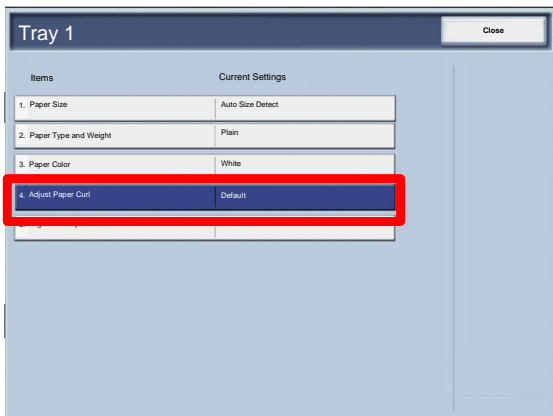 Tray 1
Close
Items Current Settings
1. Paper Size Auto Size Detect
2. Paper Type and Weight Plain
3. Paper Color White
4. Adjust Paper Curl Default